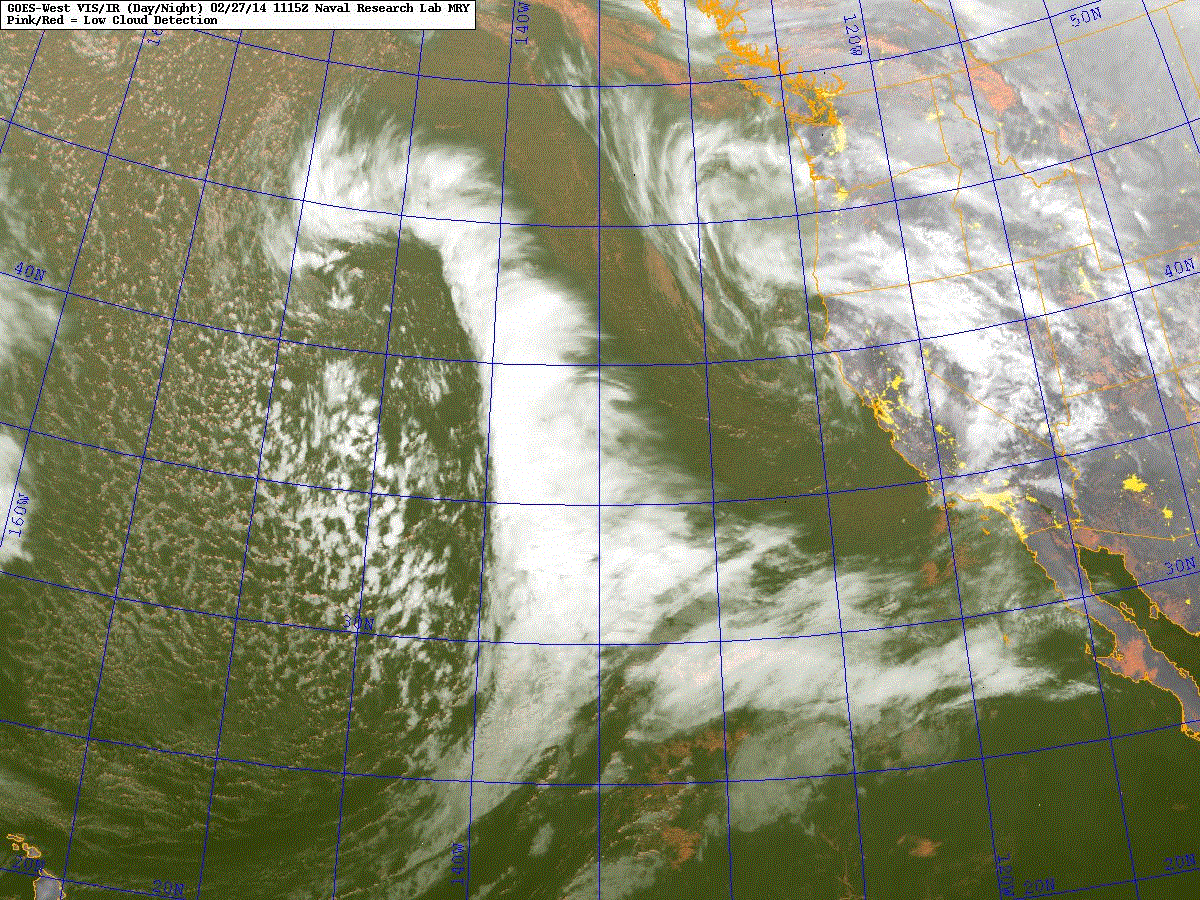 GOES-West VIS/IR (Day/Night) 02/27/14 1115Z Naval Research Lab MRY
Pink/Red = Low Cloud Detection
140W
120W
50N
40N
40N
160W
30N
30N
140W
120W
20N
20N
20N
20N